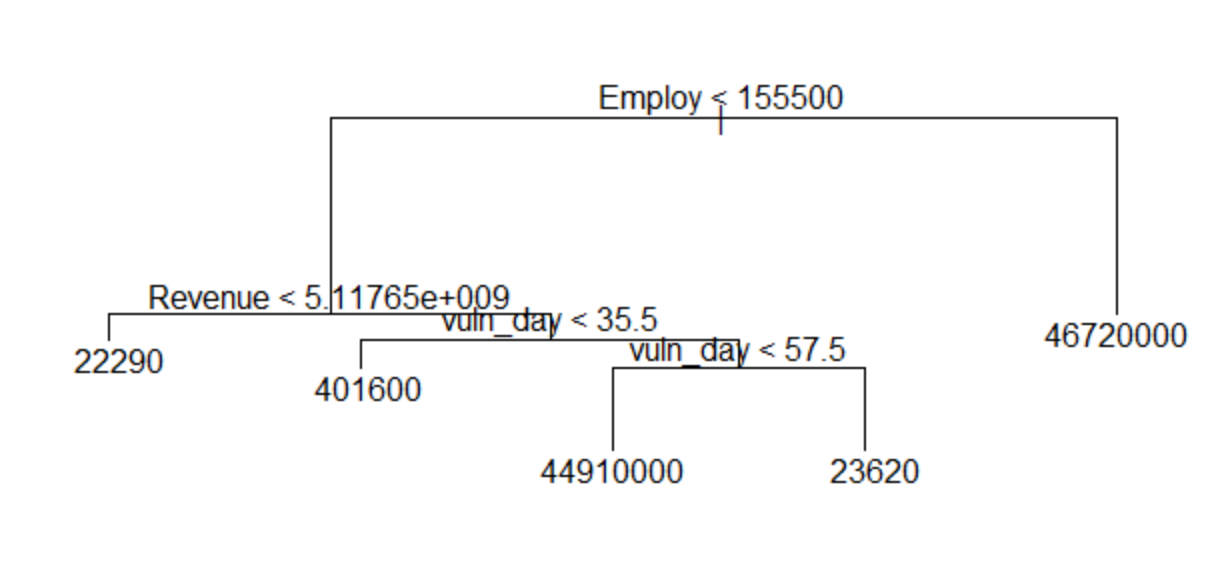 Employ < 155500
Revenue < 5.11765e+009
vuln_day < 35.5
46720000
vuln_day < 57.5
22290
401600
44910000
23620